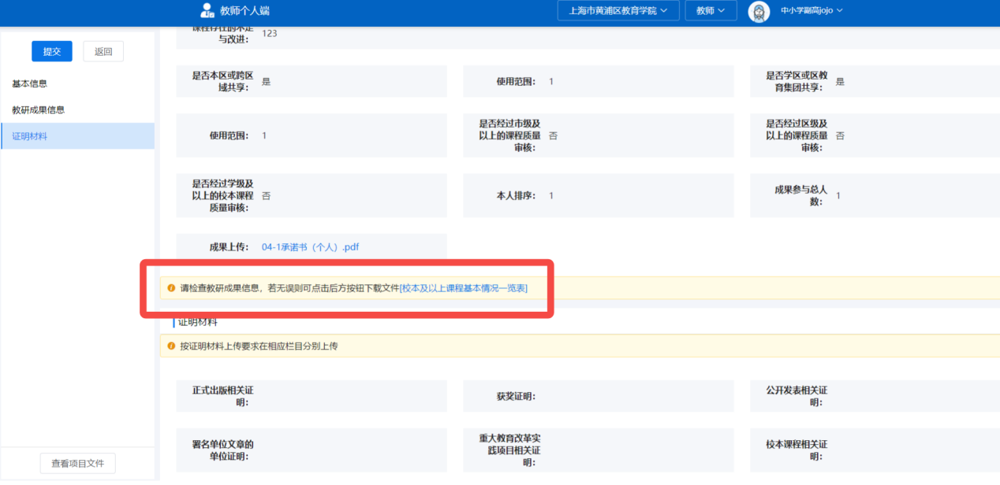 教师个人端
上海市黄浦区教育学院
教师
中小学副高jojo
提交
返回
基本信息
教研成果信息
证明材料
课程存在的不足
与改进:
123
是否本区或跨区
域共享:
是
使用范围:
1
是否学区或区教
育集团共享:
是
使用范围:
1
是否经过市级及
以上的课程质量
审核:
否
是否经过区级及
以上的课程质量
审核:
否
是否经过学级及
以上的校本课程
质量审核:
否
本人排序:
1
成果参与总人
数:
1
成果上传:
04-1承诺书（个人）.pdf
请检查教研成果信息，若无误则可点击后方按钮下载文件[校本及以上课程基本情况一览表]
证明材料
按证明材料上传要求在相应栏目分别上传
正式出版相关证
明:
获奖证明:
公开发表相关证
明:
署名单位文章的
单位证明:
重大教育改革实
践项目相关证
明:
校本课程相关证
明:
查看项目文件